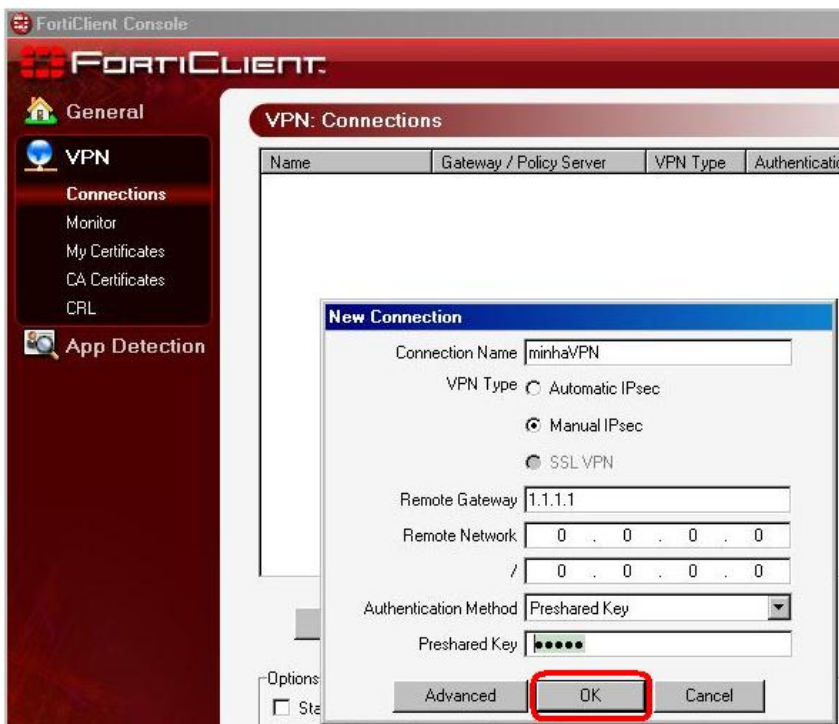 FortiClient Console
FORTICLIENT
General
VPN
Connections
Monitor
My Certificates
CA Certificates
CRL
App Detection
VPN: Connections
Name Gateway / Policy Server VPN Type Authenticatio
New Connection
Connection Name minhaVPN
VPN Type Automatic IPsec
Manual IPsec
SSL VPN
Remote Gateway 1.1.1.1
Remote Network 0 . 0 . 0 . 0
/ 0 . 0 . 0 . 0
Authentication Method Preshared Key
Preshared Key •••••
Options
Sta
Advanced OK Cancel